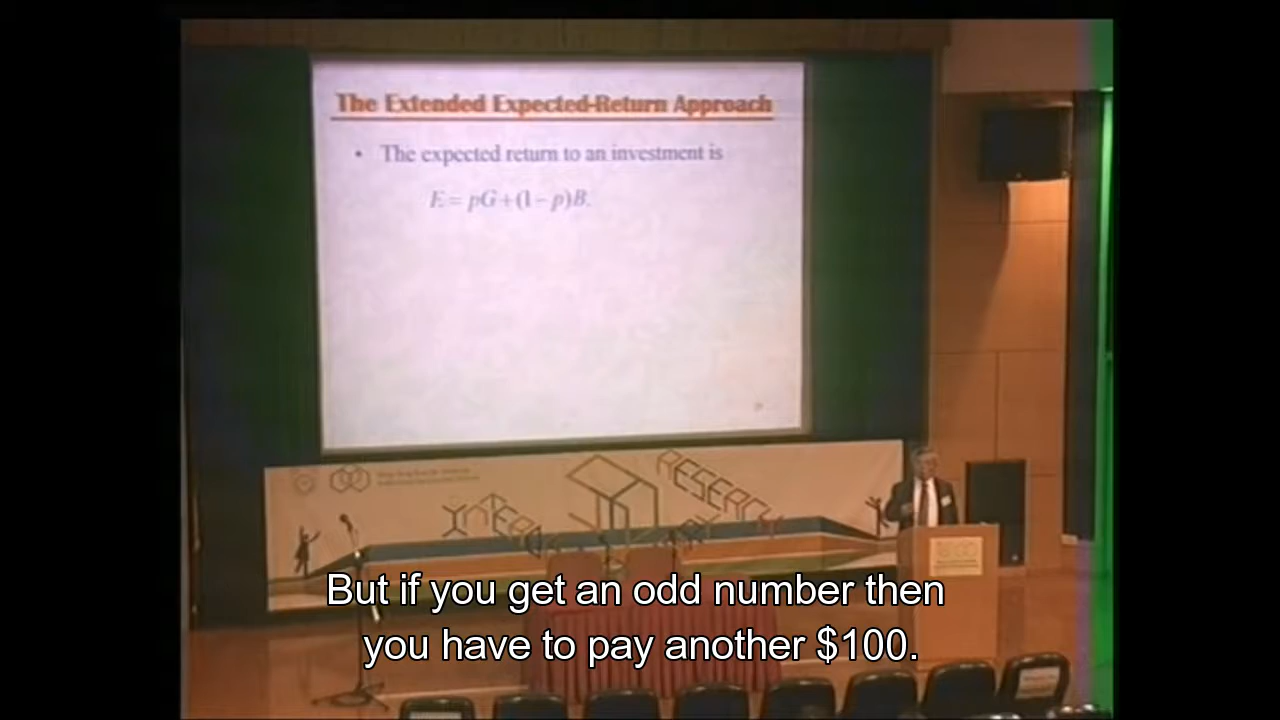 The Extended Expected-Return Approach
• The expected return to an investment is
E = pG + (1 − p)B.
RESERCH
But if you get an odd number then
you have to pay another $100.